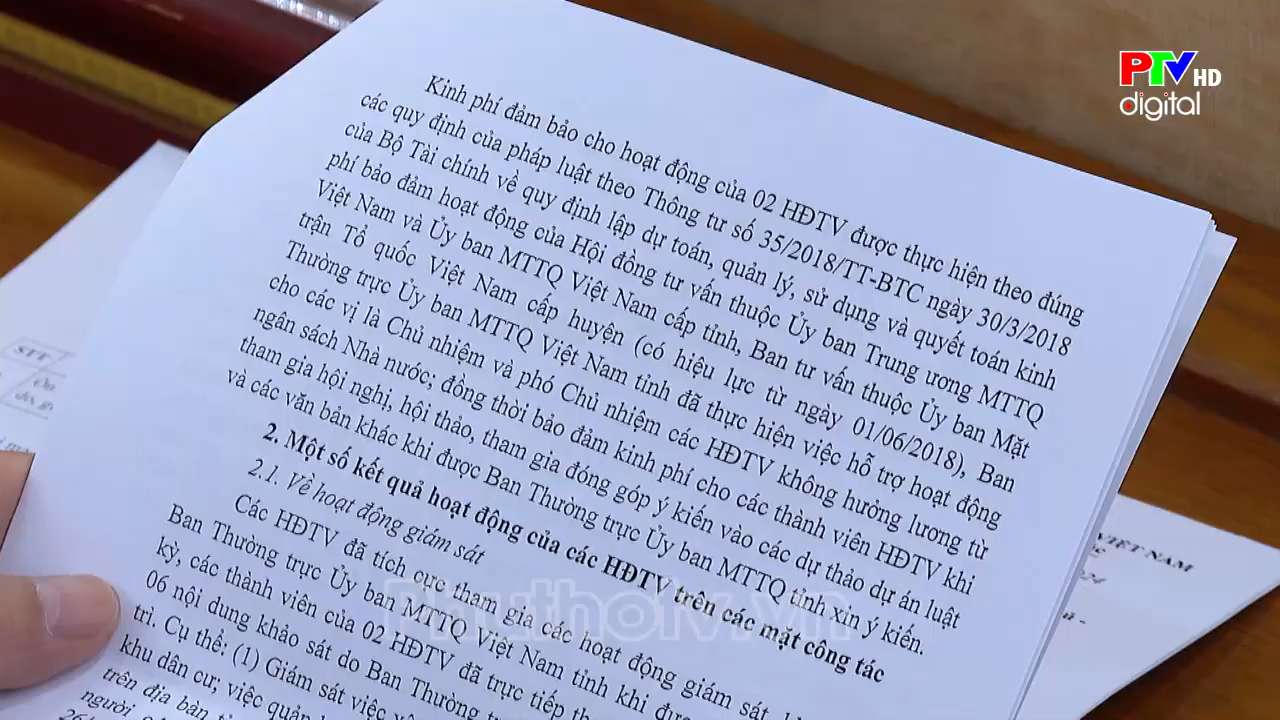 PTV HD
digital
Kinh phí đảm bảo cho hoạt động của 02 HĐTV được thực hiện theo đúng
các quy định của pháp luật theo Thông tư số 35/2018/TT-BTC ngày 30/3/2018
của Bộ Tài chính về quy định lập dự toán, quản lý, sử dụng và quyết toán kinh
phí bảo đảm hoạt động của Hội đồng tư vấn thuộc Ủy ban Trung ương MTTQ
Việt Nam và Ủy ban MTTQ Việt Nam cấp tỉnh, Ban tư vấn thuộc Ủy ban Mặt
trận Tổ quốc Việt Nam cấp huyện (có hiệu lực từ ngày 01/06/2018), Ban
Thường trực Ủy ban MTTQ Việt Nam tỉnh đã thực hiện việc hỗ trợ hoạt động
cho các vị là Chủ nhiệm và phó Chủ nhiệm các HĐTV không hưởng lương từ
ngân sách Nhà nước; đồng thời bảo đảm kinh phí cho các thành viên HĐTV khi
tham gia hội nghị, hội thảo, tham gia đóng góp ý kiến vào các dự thảo dự án luật
và các văn bản khác khi được Ban Thường trực Ủy ban MTTQ tỉnh xin ý kiến.
2. Một số kết quả hoạt động của các HĐTV trên các mặt công tác
2.1. Về hoạt động giám sát
Các HĐTV đã tích cực tham gia các hoạt động giám sát
Ban Thường trực Ủy ban MTTQ Việt Nam tỉnh khi
kỳ, các thành viên của 02 HĐTV đã trực tiếp
06 nội dung khảo sát do Ban Thường
trì. Cụ thể: (1) Giám sát việc
khu dân cư; việc quản
trên địa bàn
người
STT
VIỆT NAM
Phuthotv.vn